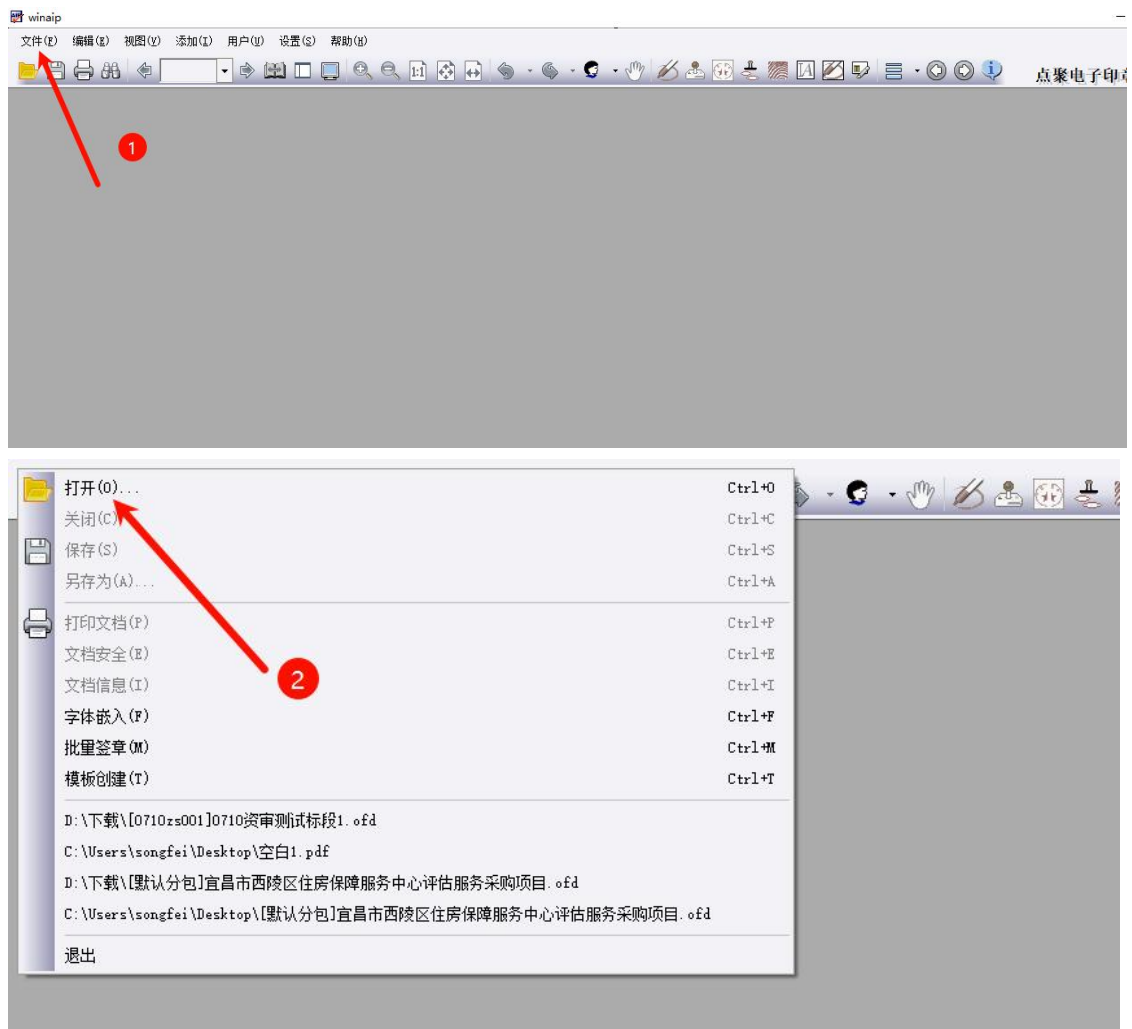 winaip
文件(F) 编辑(E) 视图(V) 添加(I) 用户(U) 设置(S) 帮助(H)
1:1
点聚电子印章
1
打开(O)... Ctrl+O
关闭(C) Ctrl+C
保存(S) Ctrl+S
另存为(A)... Ctrl+A
打印文档(P) Ctrl+P
文档安全(E) Ctrl+E
文档信息(I) Ctrl+I
2
字体嵌入(F) Ctrl+F
批量签章(M) Ctrl+M
模板创建(T) Ctrl+T
D:\下载\[0710zs001]0710资审测试标段1.ofd
C:\Users\songfei\Desktop\空白1.pdf
D:\下载\[默认分包]宜昌市西陵区住房保障服务中心评估服务采购项目.ofd
C:\Users\songfei\Desktop\[默认分包]宜昌市西陵区住房保障服务中心评估服务采购项目.ofd
退出